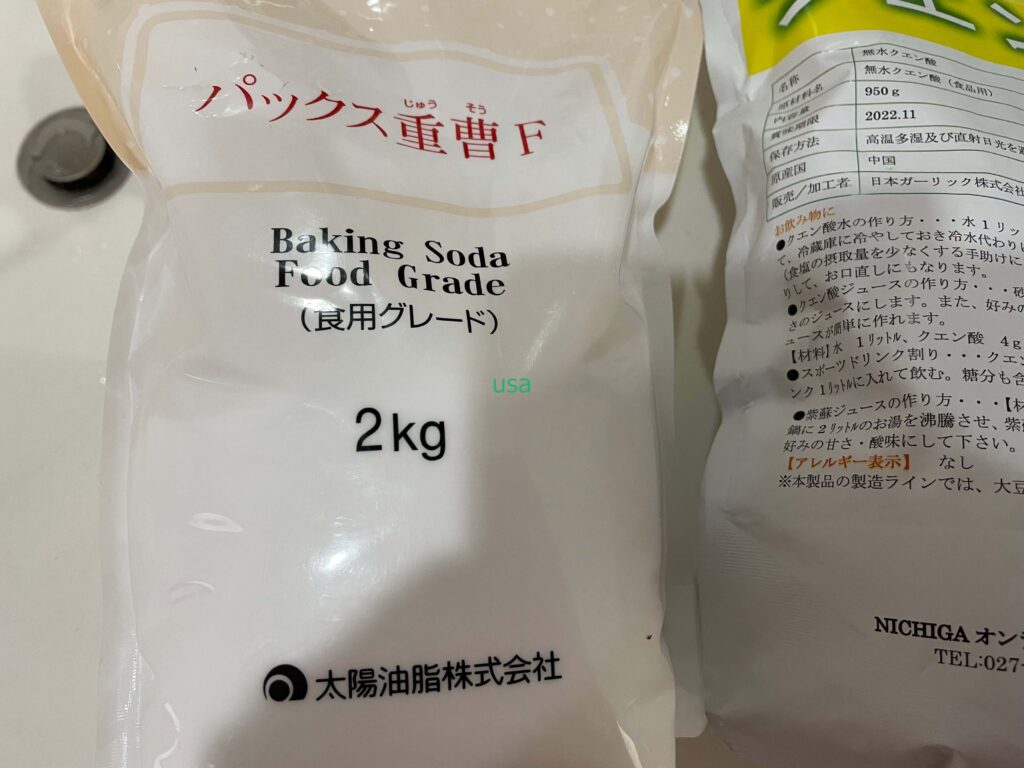 パックス重曹F
じゅう そう
Baking Soda
Food Grade
(食用グレード)
usa
2kg
太陽油脂株式会社
名称 無水クエン酸
原材料名 無水クエン酸(食品用)
内容量 950g
賞味期限 2022.11
保存方法 高温多湿及び直射日光を
原産国 中国
販売/加工者 日本ガーリック株式会社
お飲み物に
●クエン酸水の作り方・・・水1リッ
て、冷蔵庫に冷やしておき冷水代わりに
(食塩の摂取量を少なくする手助けに
りして、お口直しにもなります。
●クエン酸ジュースの作り方・・・砂
さのジュースにします。また、好みの
ュースが簡単に作れます。
【材料】水 1リットル、クエン酸 4g
●スポーツドリンク割り・・・クエン
ンク1リットルに入れて飲む。糖分も含
●紫蘇ジュースの作り方・・・【材
鍋に2リットルのお湯を沸騰させ、紫
好みの甘さ・酸味にして下さい。
【アレルギー表示】 なし
※本製品の製造ラインでは、大豆
NICHIGA オン
TEL:027-